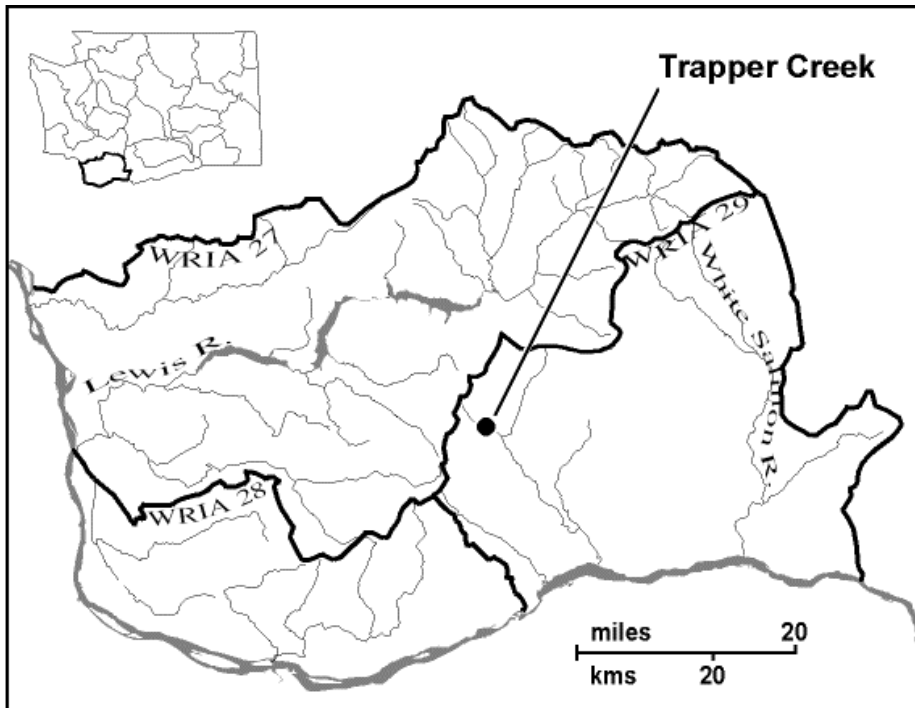 Trapper Creek
WRIA 27
WRIA 29
White Salmon R.
Lewis R.
WRIA 28
miles 20
kms 20